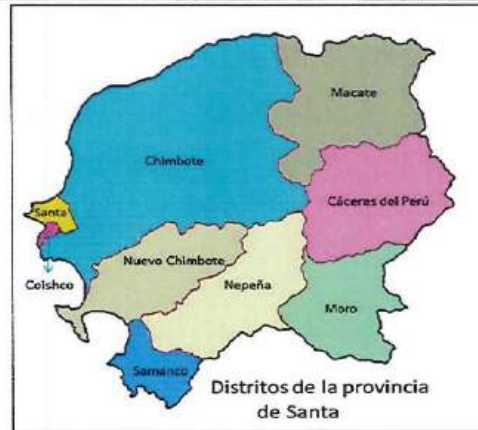 Macate
Chimbote
Cáceres del Perú
Santa
Nuevo Chimbote
Coishco
Nepeña
Moro
Samanco
Distritos de la provincia
de Santa